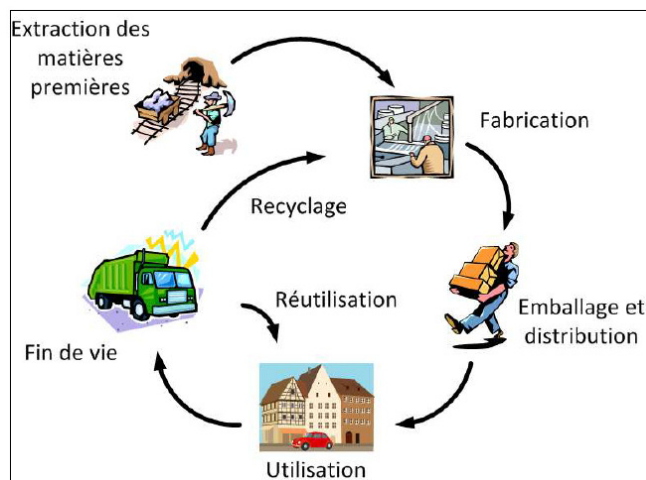 Extraction des
matières
premières
Fabrication
Recyclage
Réutilisation
Emballage et
distribution
Fin de vie
Utilisation